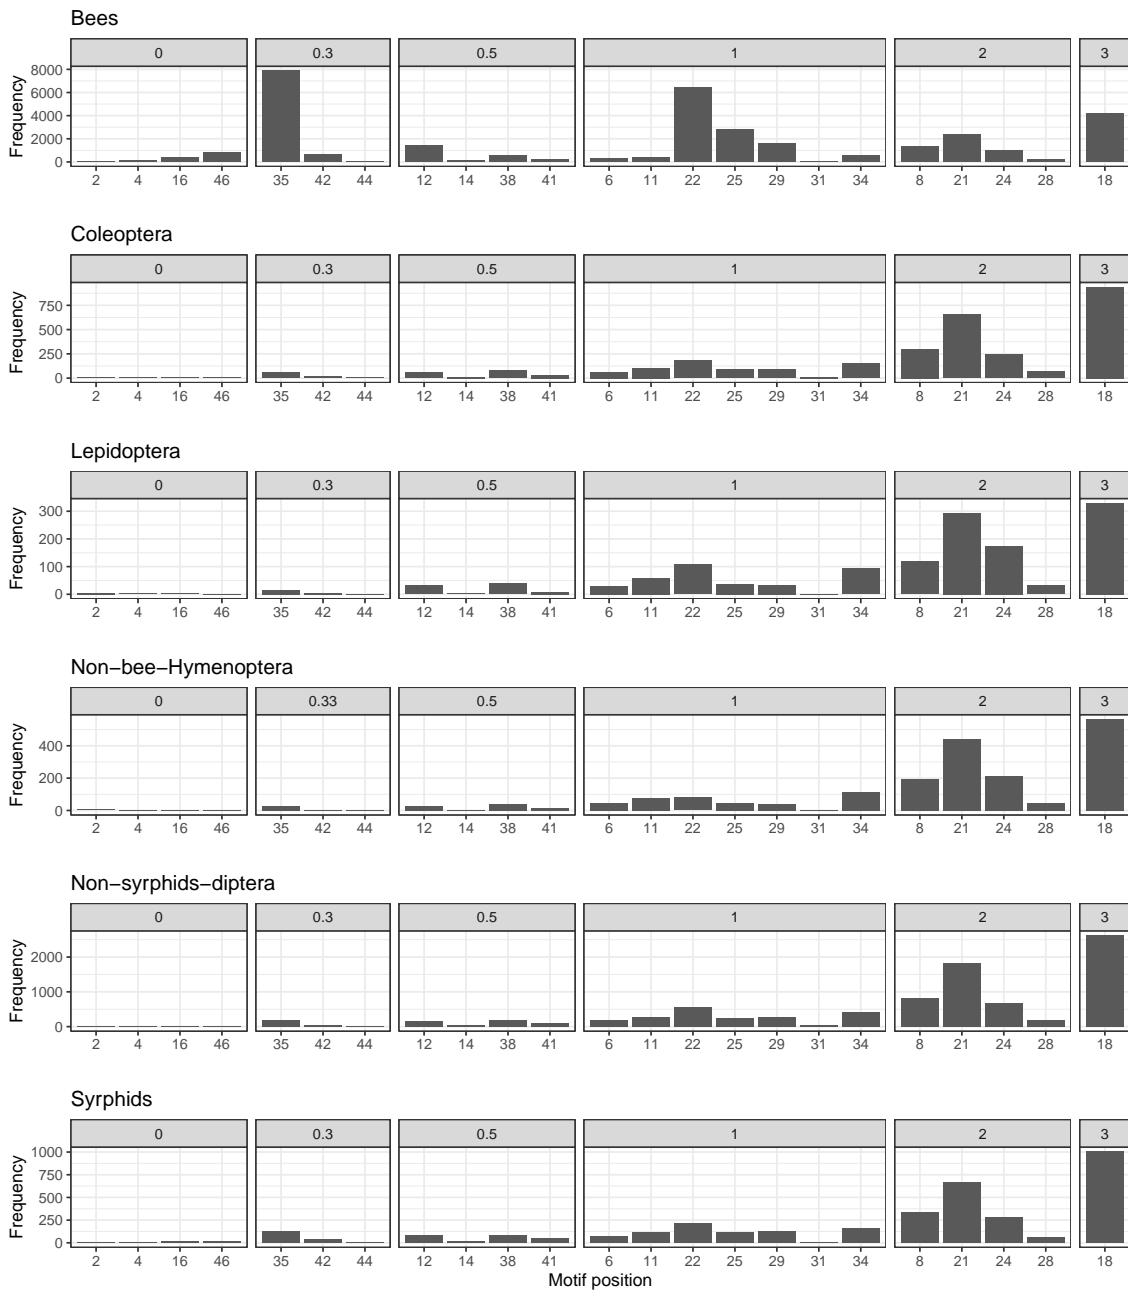 Bees
0 0.3 0.5 1 2 3
8000
6000
4000
2000
0
Frequency
2 4 16 46 35 42 44 12 14 38 41 6 11 22 25 29 31 34 8 21 24 28 18
Coleoptera
0 0.3 0.5 1 2 3
750
500
250
0
Frequency
2 4 16 46 35 42 44 12 14 38 41 6 11 22 25 29 31 34 8 21 24 28 18
Lepidoptera
0 0.3 0.5 1 2 3
300
200
100
0
Frequency
2 4 16 46 35 42 44 12 14 38 41 6 11 22 25 29 31 34 8 21 24 28 18
Non−bee−Hymenoptera
0 0.33 0.5 1 2 3
400
200
0
Frequency
2 4 16 46 35 42 44 12 14 38 41 6 11 22 25 29 31 34 8 21 24 28 18
Non−syrphids−diptera
0 0.3 0.5 1 2 3
2000
1000
0
Frequency
2 4 16 46 35 42 44 12 14 38 41 6 11 22 25 29 31 34 8 21 24 28 18
Syrphids
0 0.3 0.5 1 2 3
1000
750
500
250
0
Frequency
2 4 16 46 35 42 44 12 14 38 41 6 11 22 25 29 31 34 8 21 24 28 18
Motif position